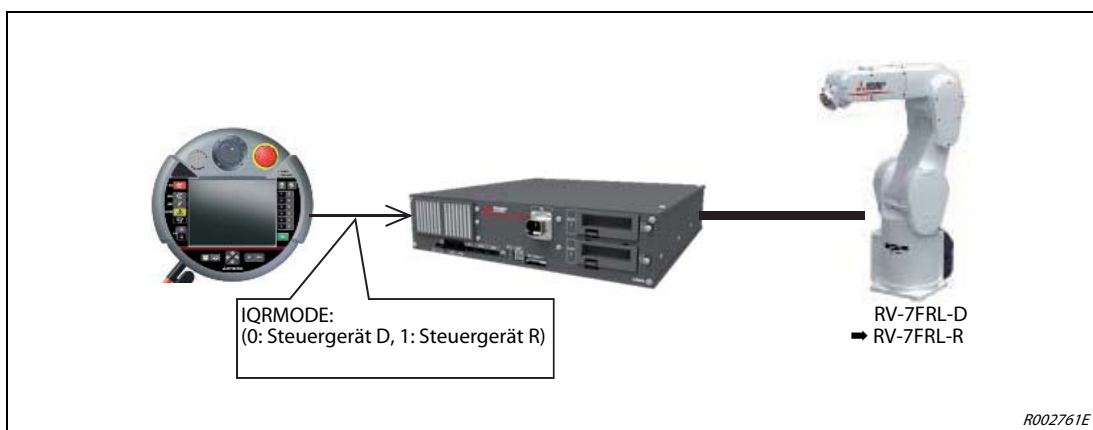 IQRMODE:
(0: Steuergerät D, 1: Steuergerät R)
RV-7FRL-D
➡ RV-7FRL-R
R002761E